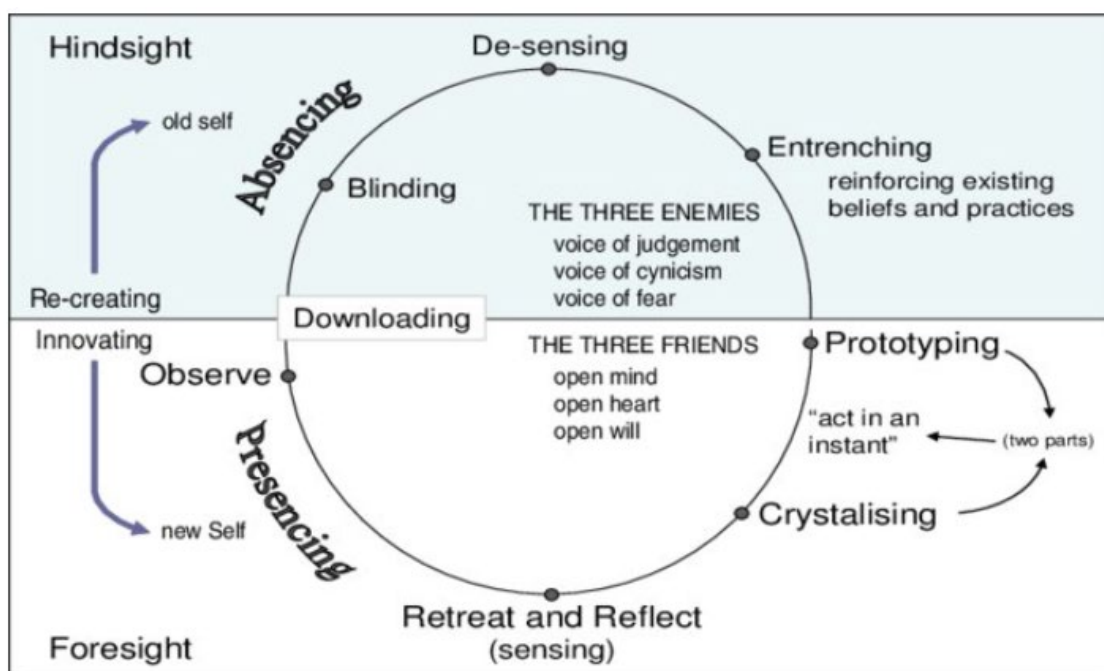 Hindsight
De-sensing
Absencing
old self
Entrenching
reinforcing existing
beliefs and practices
Blinding
THE THREE ENEMIES
voice of judgement
voice of cynicism
voice of fear
Re-creating
Downloading
Innovating
THE THREE FRIENDS
open mind
open heart
open will
Prototyping
Observe
"act in an
instant"
(two parts)
Presencing
new Self
Crystalising
Retreat and Reflect
(sensing)
Foresight